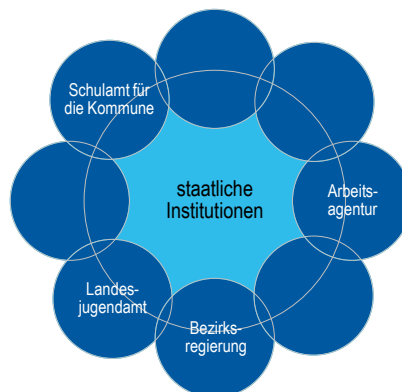 Schulamt für
die Kommune
staatliche
Institutionen
Arbeits-
agentur
Landes-
jugendamt
Bezirks-
regierung